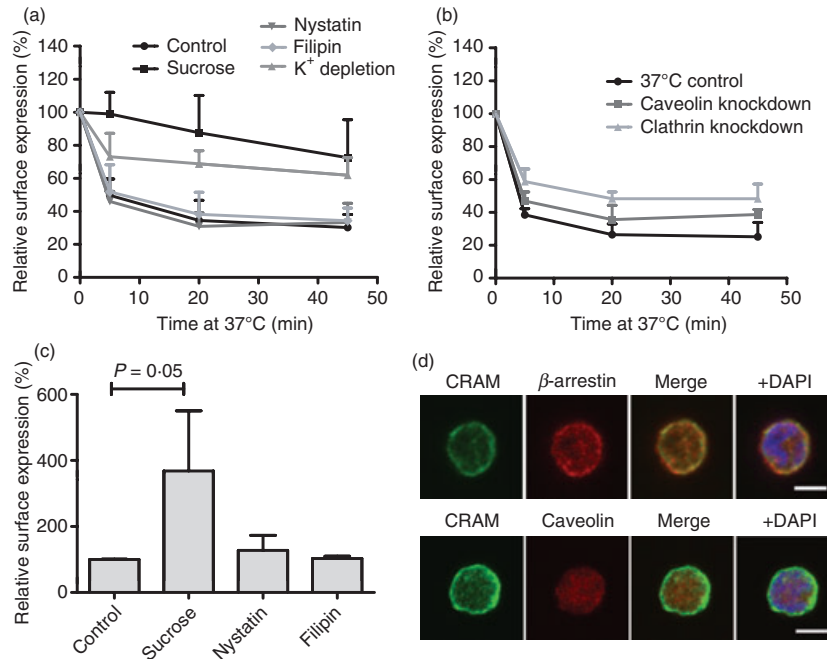 (a)
Relative surface expression (%)
140
120
100
80
60
40
20
0
0 10 20 30 40 50
Time at 37°C (min)
Control
Sucrose
Nystatin
Filipin
K+ depletion
(b)
Relative surface expression (%)
140
120
100
80
60
40
20
0
0 10 20 30 40 50
Time at 37°C (min)
37°C control
Caveolin knockdown
Clathrin knockdown
(c)
Relative surface expression (%)
600
400
200
0
P = 0·05
Control
Sucrose
Nystatin
Filipin
(d)
CRAM β-arrestin Merge +DAPI
CRAM Caveolin Merge +DAPI